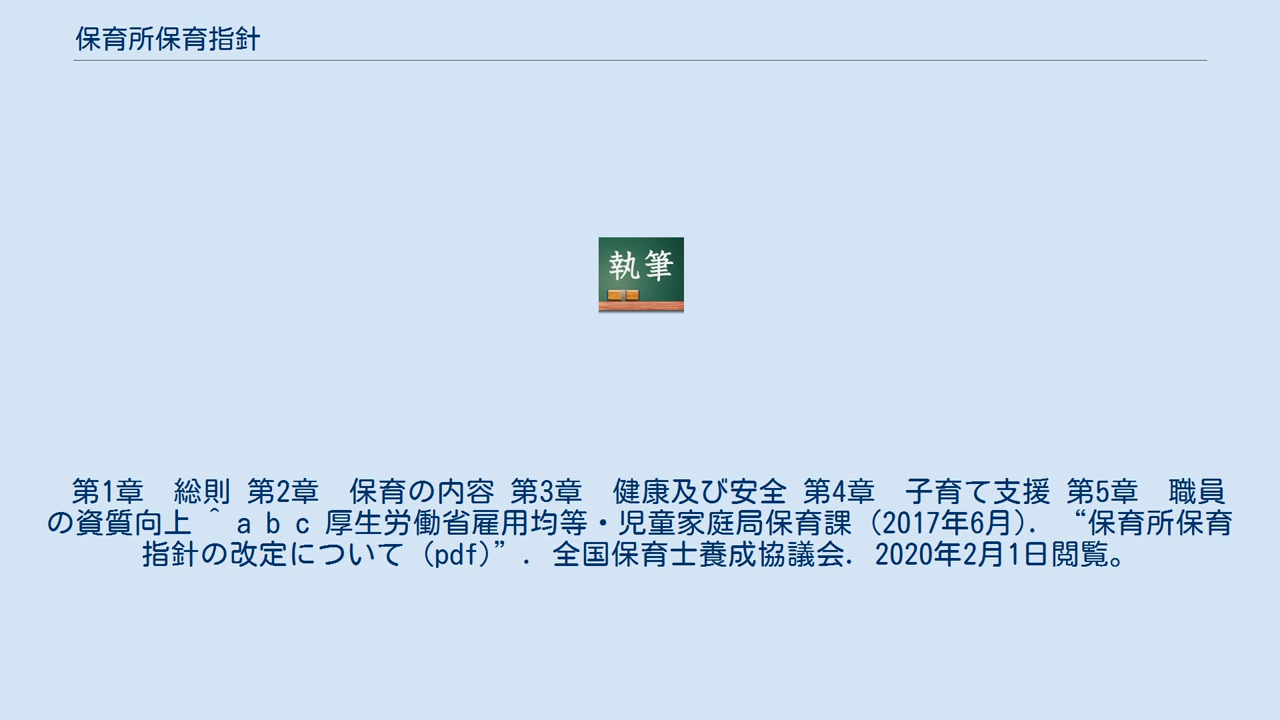 保育所保育指針
執筆
第1章　総則 第2章　保育の内容 第3章　健康及び安全 第4章　子育て支援 第5章　職員
の資質向上 ^ a b c 厚生労働省雇用均等・児童家庭局保育課 (2017年6月). “保育所保育
指針の改定について (pdf)”. 全国保育士養成協議会. 2020年2月1日閲覧。